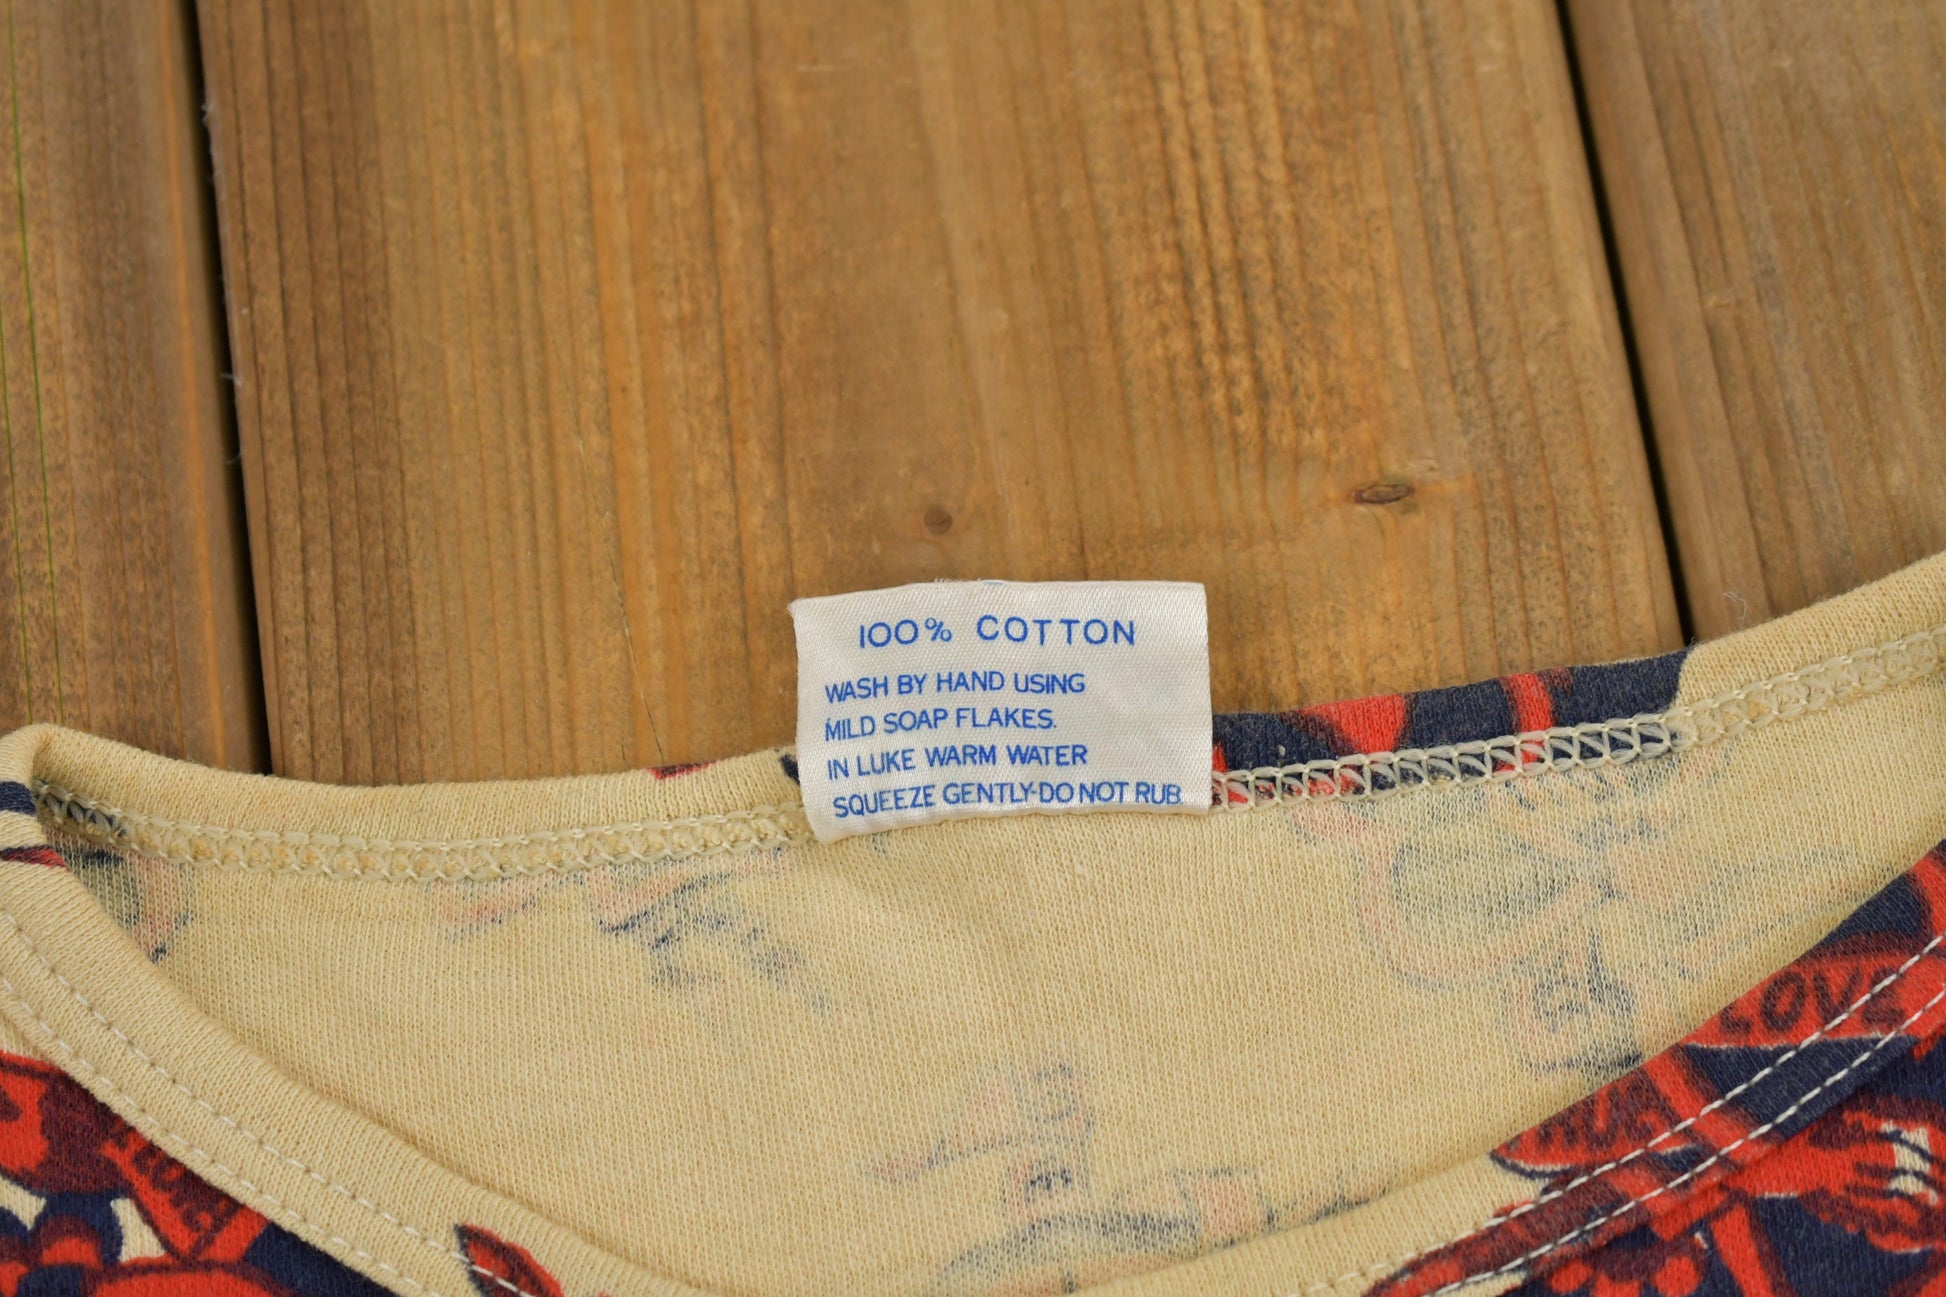 100% COTTON
WASH BY HAND USING
MILD SOAP FLAKES.
IN LUKE WARM WATER
SQUEEZE GENTLY-DO NOT RUB.
LOVE